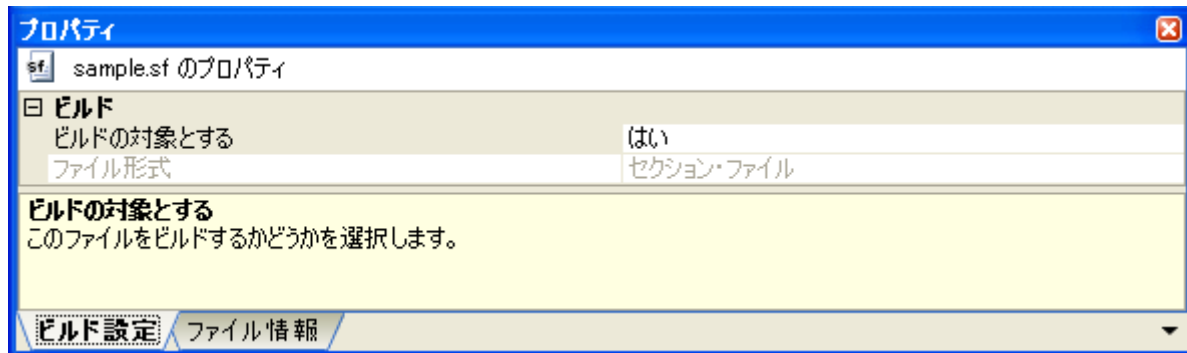 プロパティ
sf sample.sf のプロパティ
ビルド
ビルドの対象とする はい
ファイル形式 セクション・ファイル
ビルドの対象とする
このファイルをビルドするかどうかを選択します。
ビルド設定 ファイル情報